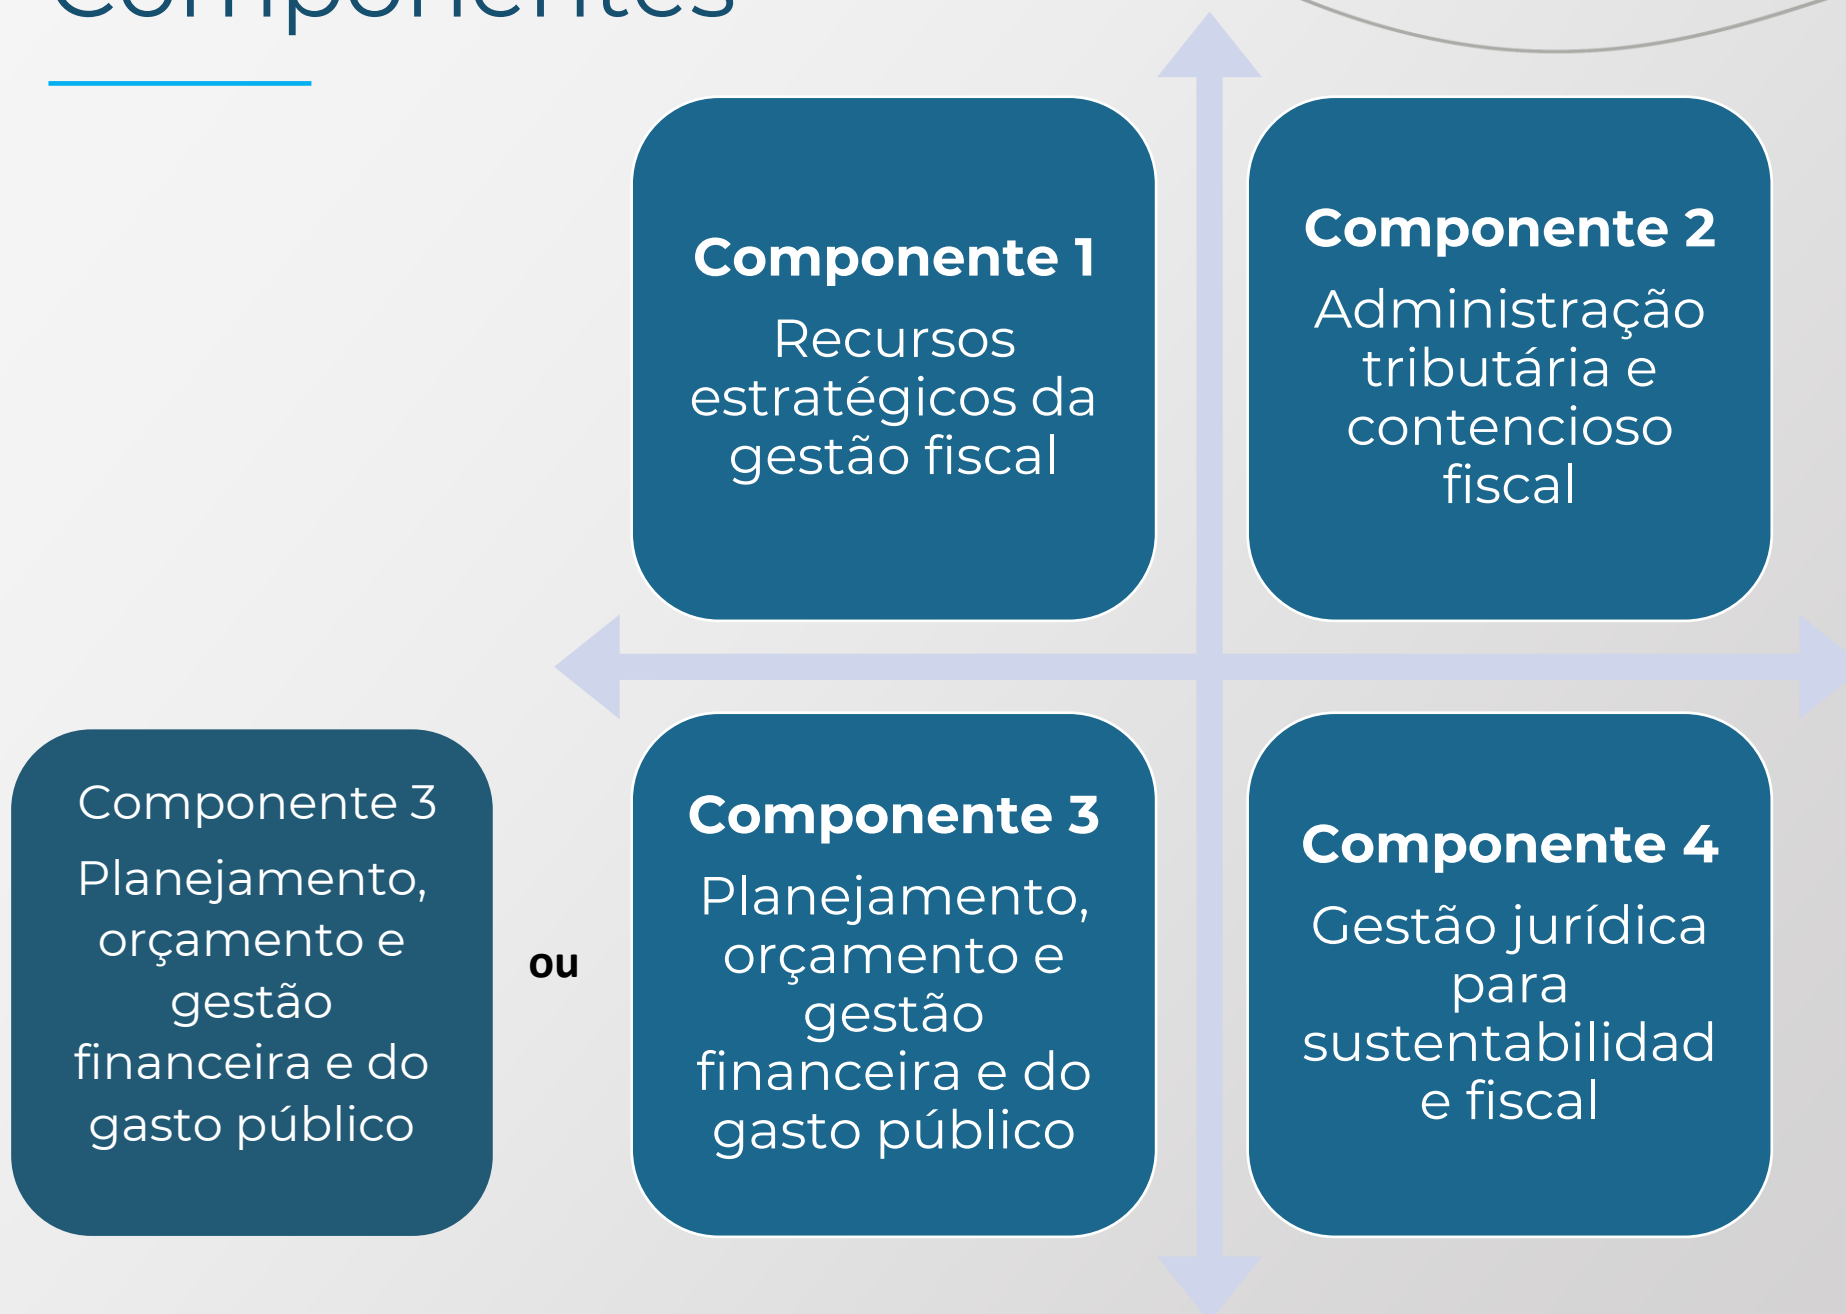 Componentes
Componente 1
Recursos
estratégicos da
gestão fiscal
Componente 2
Administração
tributária e
contencioso
fiscal
Componente 3
Planejamento,
orçamento e
gestão
financeira e do
gasto público
ou
Componente 3
Planejamento,
orçamento e
gestão
financeira e do
gasto público
Componente 4
Gestão jurídica
para
sustentabilidad
e fiscal